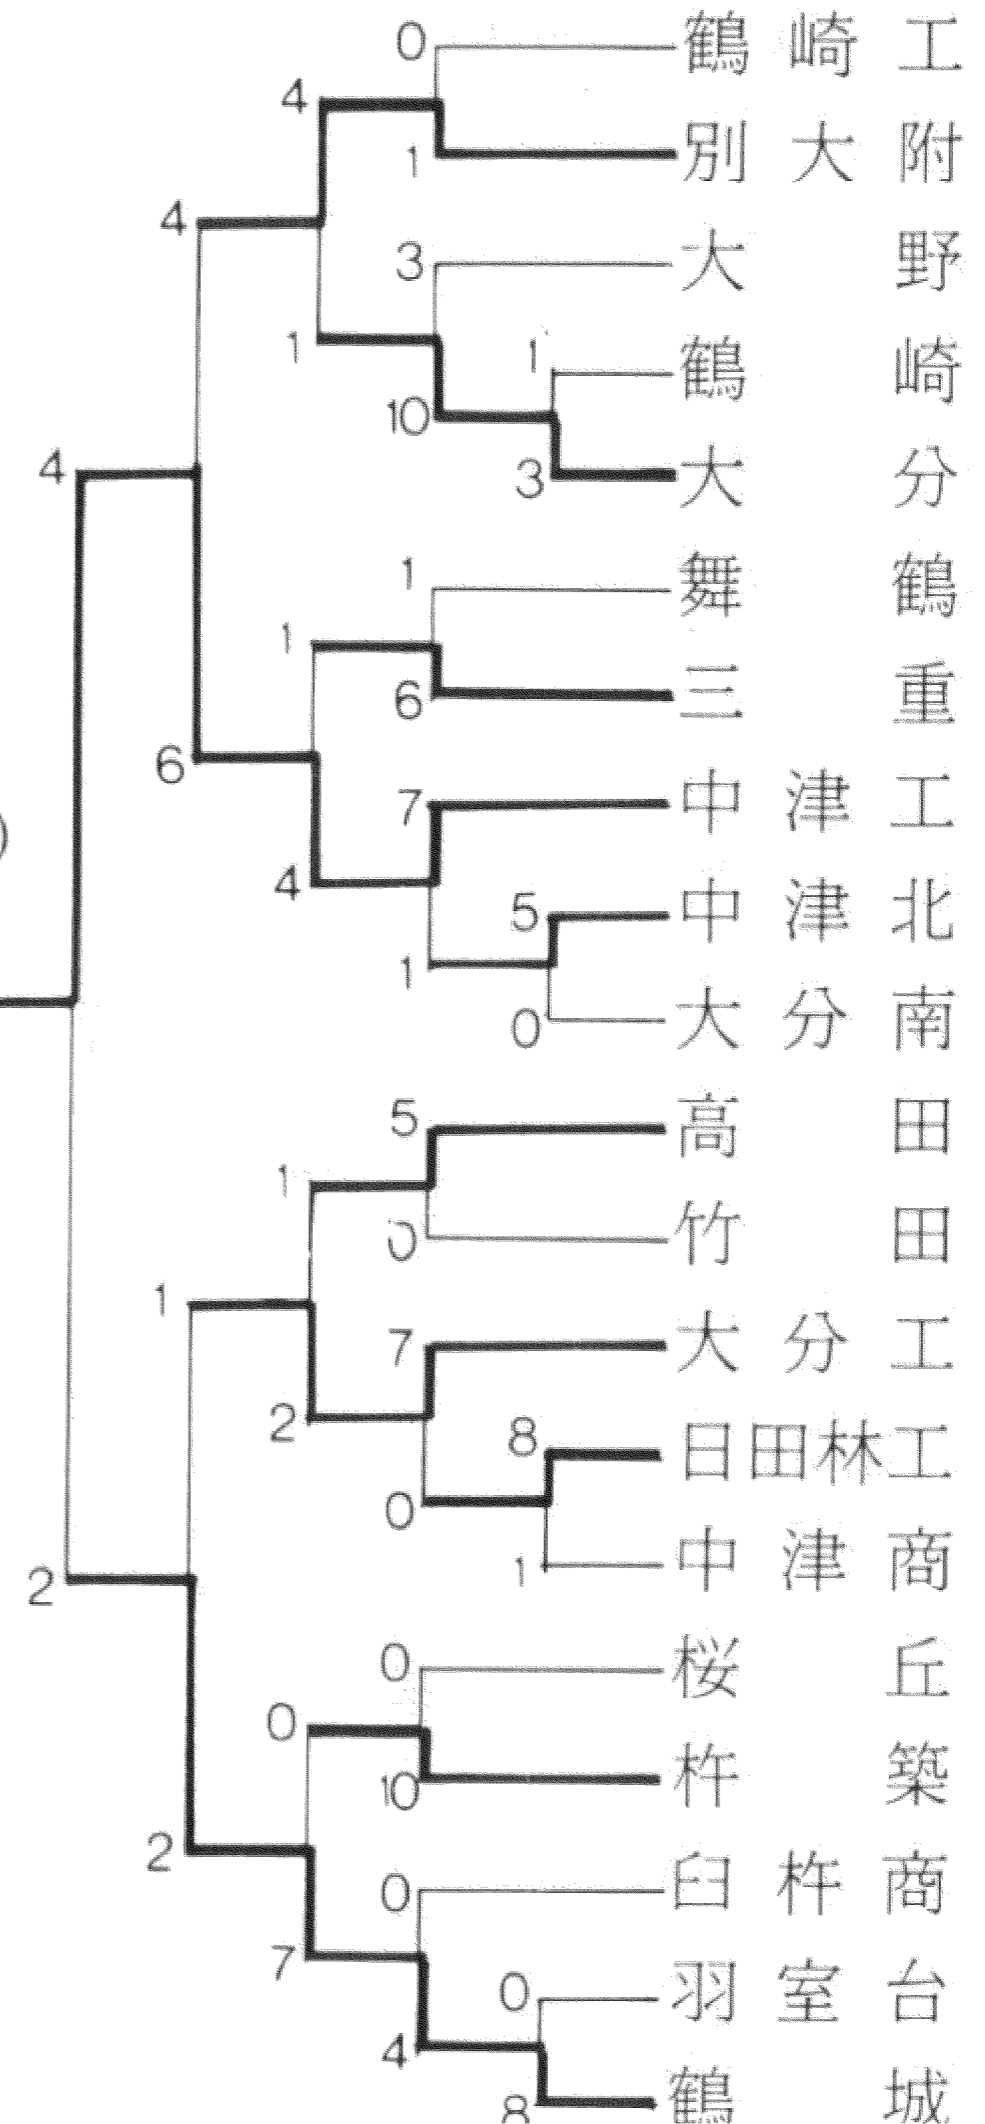 0 鶴崎工
4
1 別大附
4
3 大野
1 鶴崎
1
10
4
3 大分
1 舞鶴
1
6 三重
6
7 中津工
)
4
5 中津北
1
0 大分南
5 高田
1
0 竹田
1
7 大分工
2
8 日田林工
0
1 中津商
2
0 桜丘
0
10 杵築
2
0 臼杵商
7
0 羽室台
4
8 鶴城